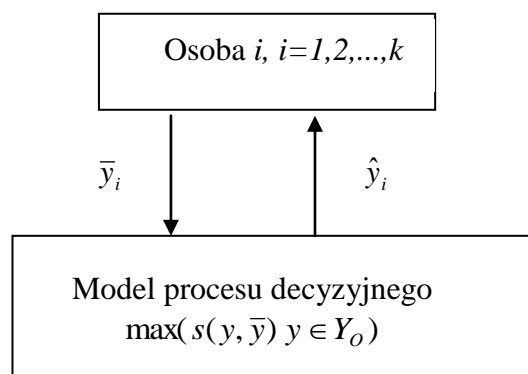 Osoba i, i=1,2,...,k
ȳ_i ŷ_i
Model procesu decyzyjnego
max( s(y, ȳ) y ∈ Y_O )